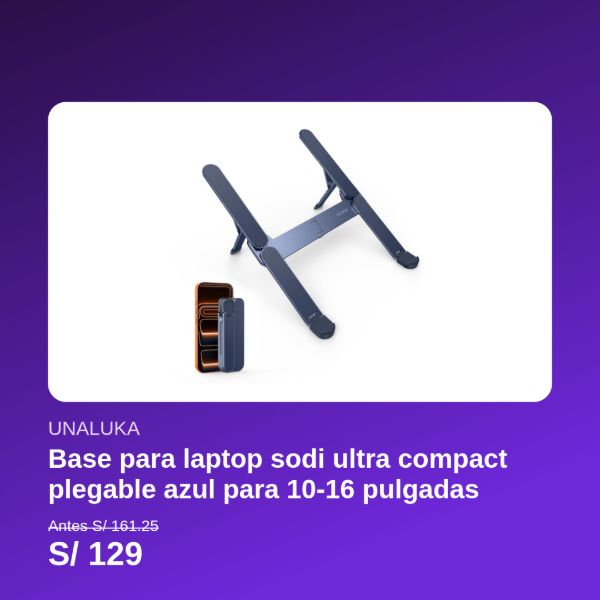 UNALUKA
Base para laptop sodi ultra compact
plegable azul para 10-16 pulgadas
Antes S/ 161.25
S/ 129